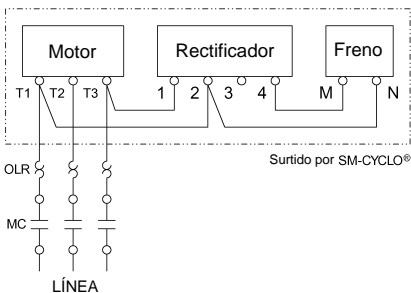 Motor Rectificador Freno
T1 T2 T3 1 2 3 4 M N
Surtido por SM-CYCLO®
OLR
MC
LÍNEA